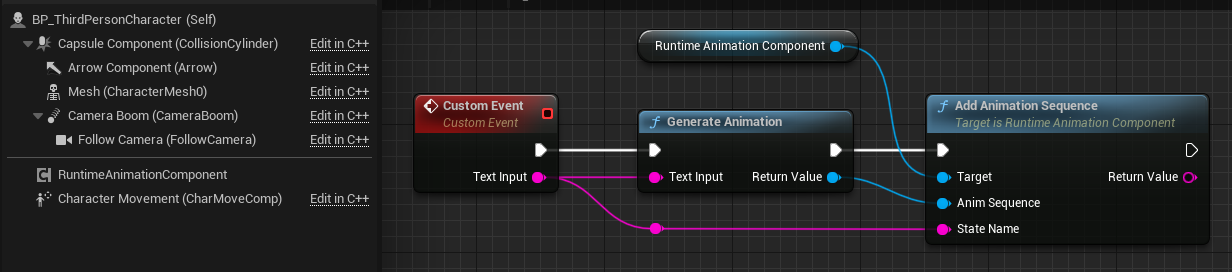 BP_ThirdPersonCharacter (Self)
Capsule Component (CollisionCylinder) Edit in C++
Arrow Component (Arrow) Edit in C++
Mesh (CharacterMesh0) Edit in C++
Camera Boom (CameraBoom) Edit in C++
Follow Camera (FollowCamera) Edit in C++
RuntimeAnimationComponent
Character Movement (CharMoveComp) Edit in C++
Runtime Animation Component
Custom Event
Custom Event
Text Input
Generate Animation
Text Input Return Value
Add Animation Sequence
Target is Runtime Animation Component
Target Return Value
Anim Sequence
State Name